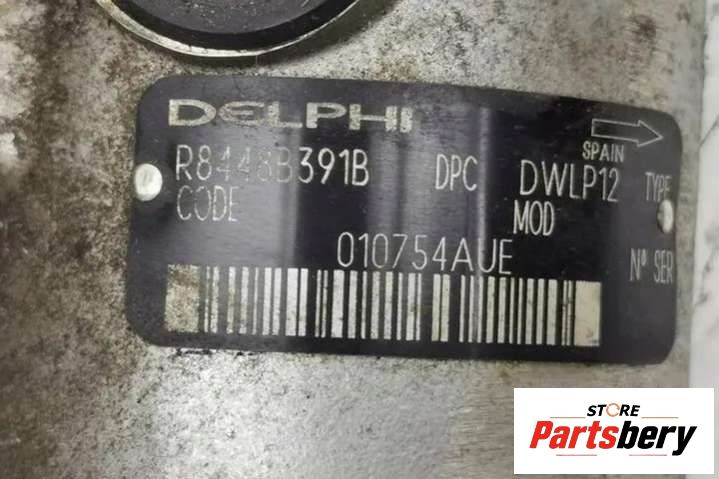 DELPHI
SPAIN
R8448B391B DPC DWLP12 TYPE
CODE MOD
010754AUE Nº SER
STORE
Partsbery